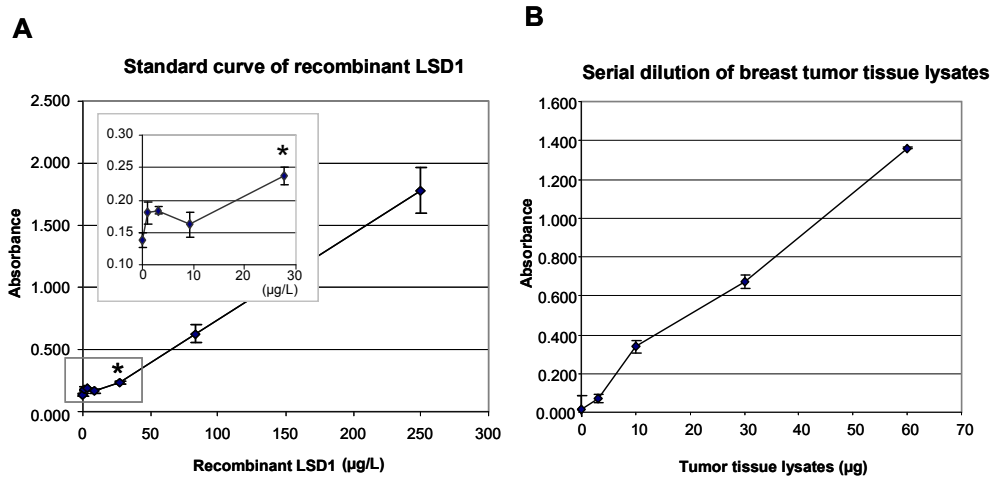 A
Standard curve of recombinant LSD1
2.500
2.000
1.500
1.000
0.500
0.000
Absorbance
0.30
0.25
0.20
0.15
0.10
*
0 10 20 30
(µg/L)
*
0 50 100 150 200 250 300
Recombinant LSD1 (µg/L)
B
Serial dilution of breast tumor tissue lysates
1.600
1.400
1.200
1.000
0.800
0.600
0.400
0.200
0.000
Absorbance
0 10 20 30 40 50 60 70
Tumor tissue lysates (µg)